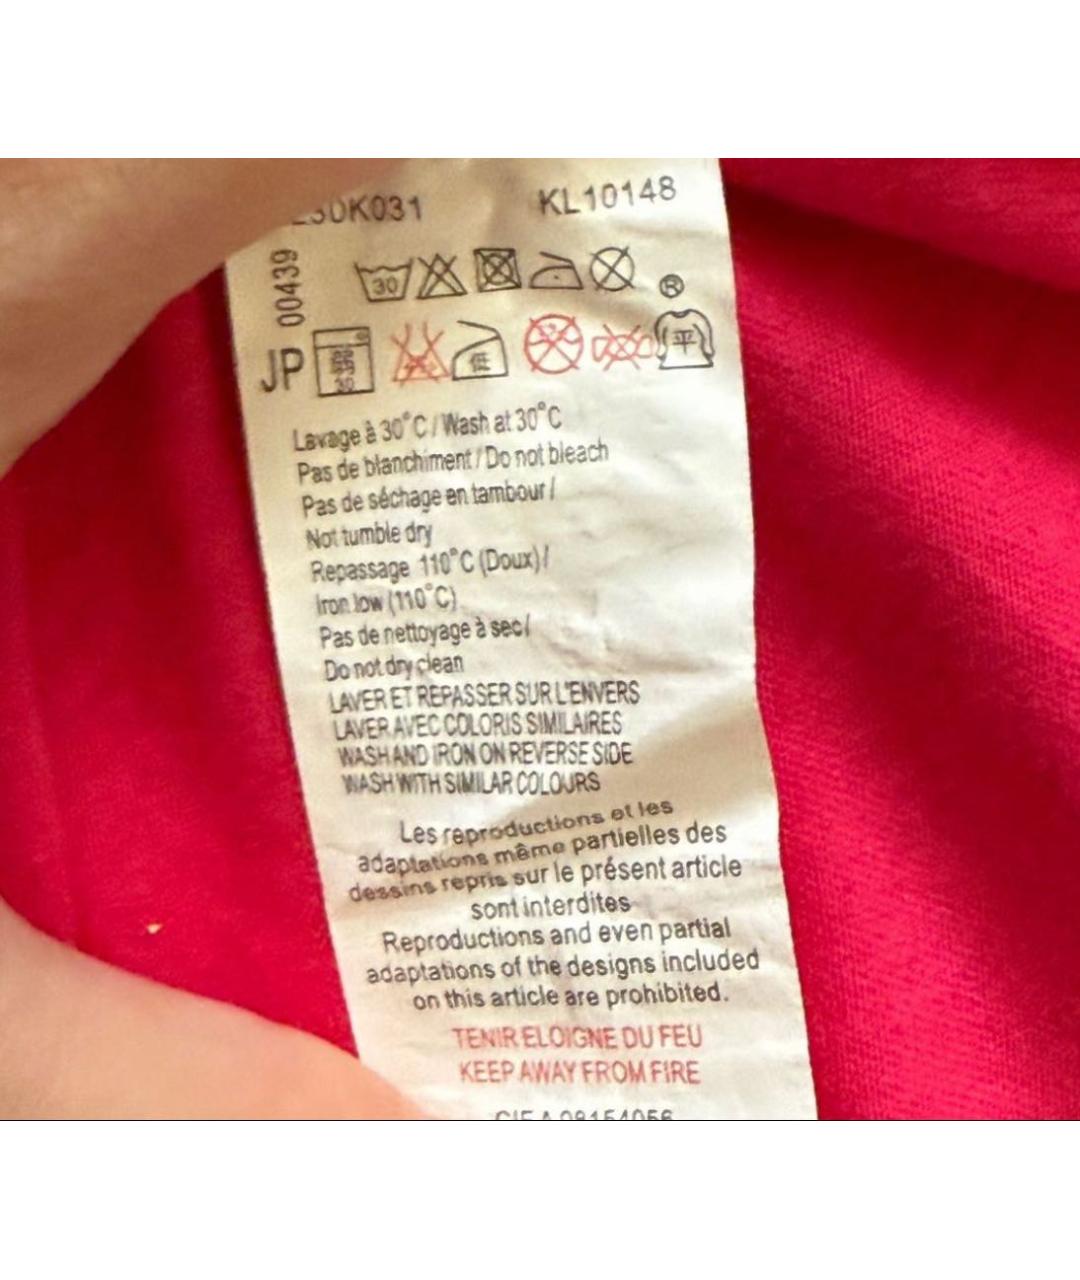 KL10148
00439
30
®
JP
30 低 平
Lavage à 30°C / Wash at 30°C
Pas de blanchiment / Do not bleach
Pas de séchage en tambour /
Not tumble dry
Repassage 110°C (Doux) /
Iron low (110°C)
Pas de nettoyage à sec /
Do not dry clean
LAVER ET REPASSER SUR L'ENVERS
LAVER AVEC COLORIS SIMILAIRES
WASH AND IRON ON REVERSE SIDE
WASH WITH SIMILAR COLOURS
Les reproductions et les
adaptations même partielles des
dessins repris sur le présent article
sont interdites
Reproductions and even partial
adaptations of the designs included
on this article are prohibited.
TENIR ELOIGNE DU FEU
KEEP AWAY FROM FIRE